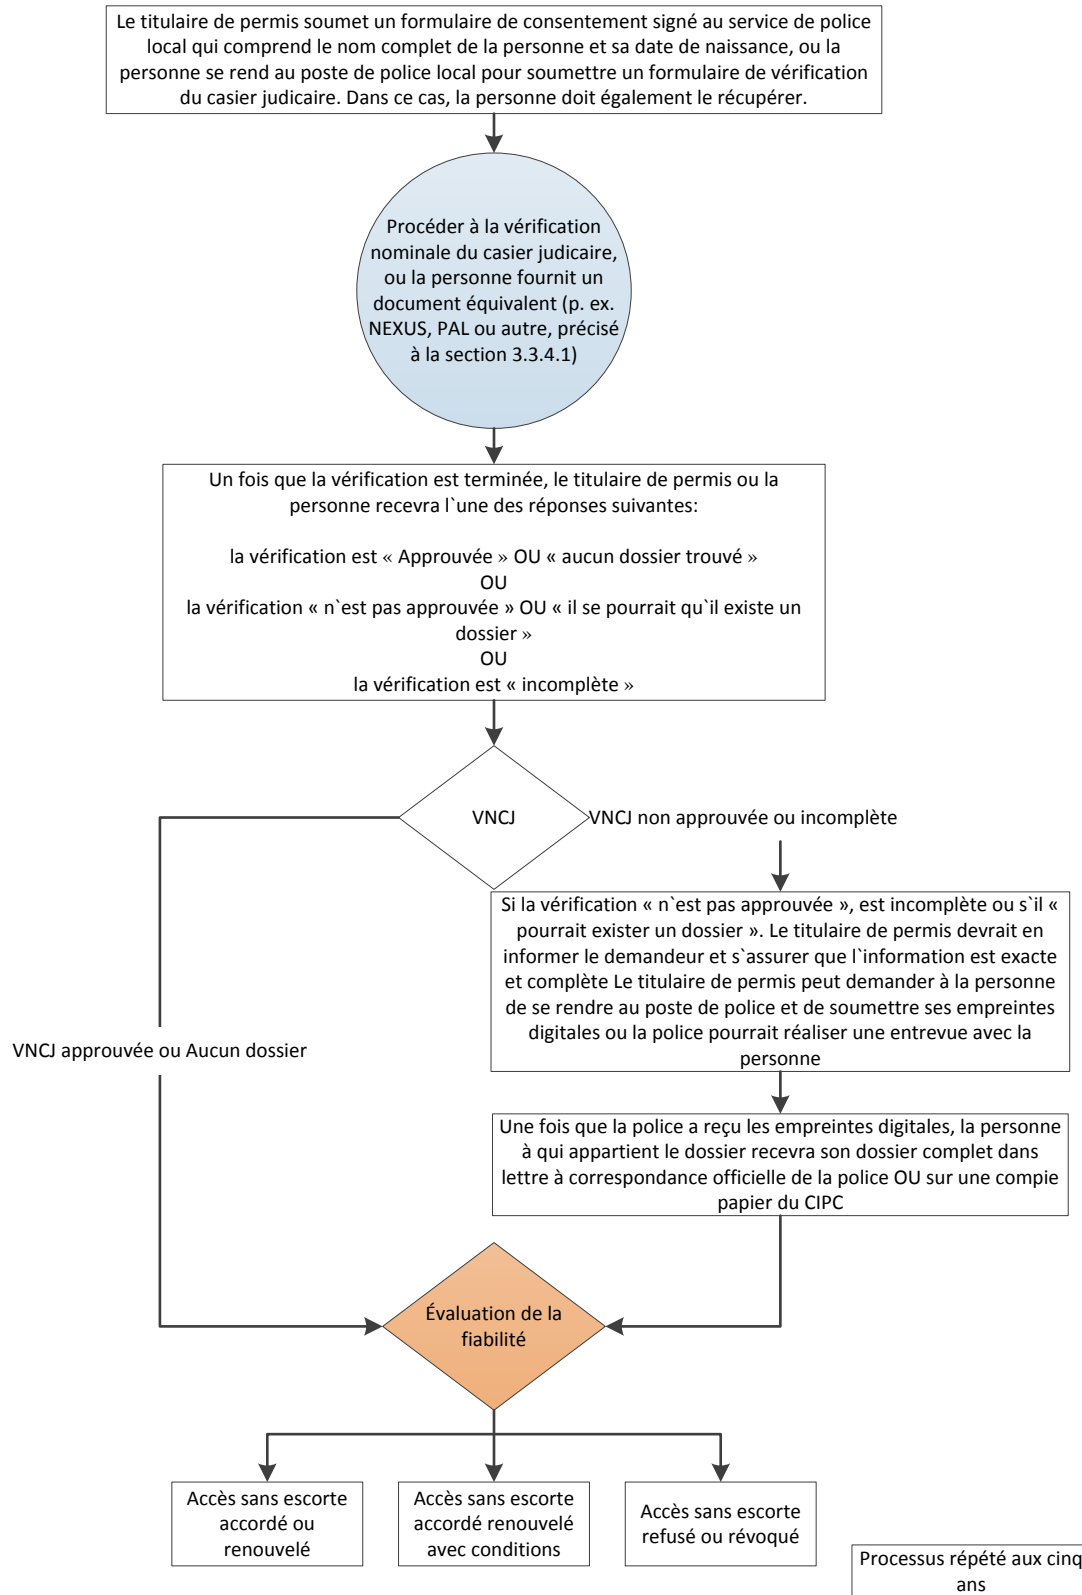 Le titulaire de permis soumet un formulaire de consentement signé au service de police
local qui comprend le nom complet de la personne et sa date de naissance, ou la
personne se rend au poste de police local pour soumettre un formulaire de vérification
du casier judicaire. Dans ce cas, la personne doit également le récupérer.
Procéder à la vérification
nominale du casier judicaire,
ou la personne fournit un
document équivalent (p. ex.
NEXUS, PAL ou autre, précisé
à la section 3.3.4.1)
Un fois que la vérification est terminée, le titulaire de permis ou la
personne recevra l`une des réponses suivantes:
la vérification est « Approuvée » OU « aucun dossier trouvé »
OU
la vérification « n`est pas approuvée » OU « il se pourrait qu`il existe un
dossier »
OU
la vérification est « incomplète »
VNCJ
VNCJ non approuvée ou incomplète
Si la vérification « n`est pas approuvée », est incomplète ou s`il «
pourrait exister un dossier ». Le titulaire de permis devrait en
informer le demandeur et s`assurer que l`information est exacte
et complète Le titulaire de permis peut demander à la personne
de se rendre au poste de police et de soumettre ses empreintes
digitales ou la police pourrait réaliser une entrevue avec la
personne
VNCJ approuvée ou Aucun dossier
Une fois que la police a reçu les empreintes digitales, la personne
à qui appartient le dossier recevra son dossier complet dans
lettre à correspondance officielle de la police OU sur une compie
papier du CIPC
Évaluation de la
fiabilité
Accès sans escorte
accordé ou
renouvelé
Accès sans escorte
accordé renouvelé
avec conditions
Accès sans escorte
refusé ou révoqué
Processus répété aux cinq
ans